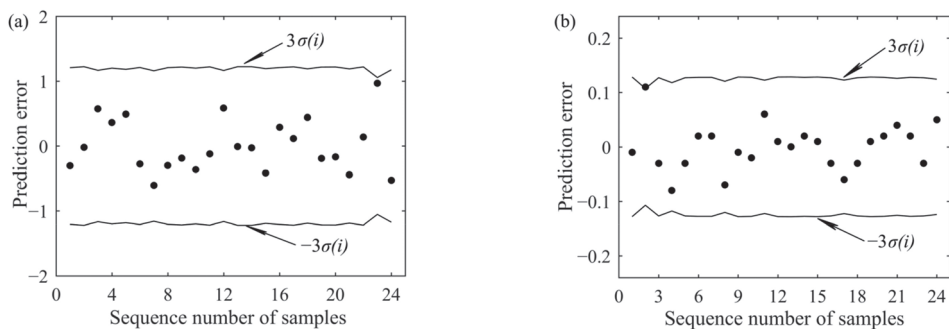 (a)
2
3σ(i)
1
0
−1
−3σ(i)
−2
0 4 8 12 16 20 24
Prediction error
Sequence number of samples
(b)
0.2
3σ(i)
0.1
0
−0.1
−3σ(i)
−0.2
0 3 6 9 12 15 18 21 24
Prediction error
Sequence number of samples